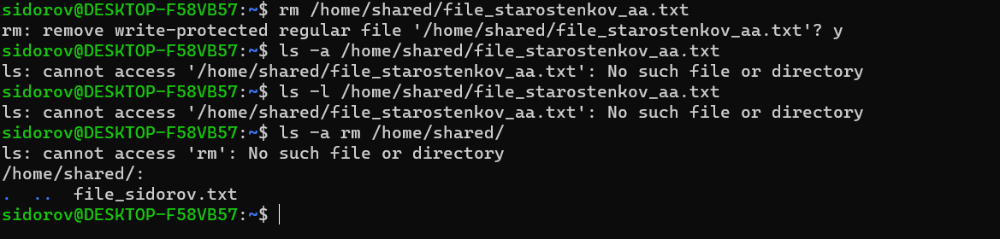 sidorov@DESKTOP-F58VB57:~$ rm /home/shared/file_starostenkov_aa.txt
rm: remove write-protected regular file '/home/shared/file_starostenkov_aa.txt'? y
sidorov@DESKTOP-F58VB57:~$ ls -a /home/shared/file_starostenkov_aa.txt
ls: cannot access '/home/shared/file_starostenkov_aa.txt': No such file or directory
sidorov@DESKTOP-F58VB57:~$ ls -l /home/shared/file_starostenkov_aa.txt
ls: cannot access '/home/shared/file_starostenkov_aa.txt': No such file or directory
sidorov@DESKTOP-F58VB57:~$ ls -a rm /home/shared/
ls: cannot access 'rm': No such file or directory
/home/shared/:
.  ..  file_sidorov.txt
sidorov@DESKTOP-F58VB57:~$